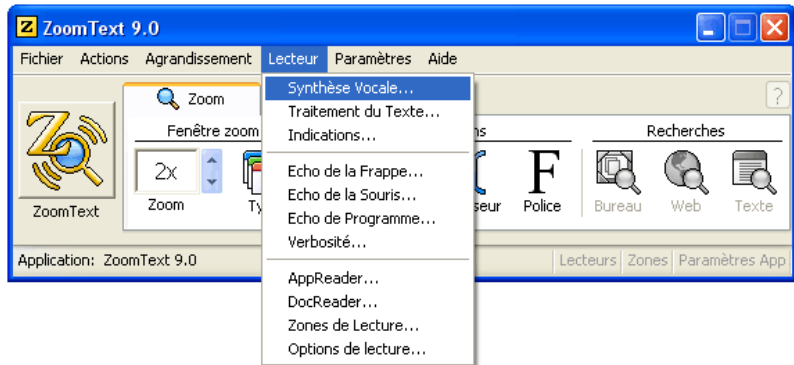 ZoomText 9.0
Fichier Actions Agrandissement Lecteur Paramètres Aide
Synthèse Vocale...
Traitement du Texte...
Indications...
Echo de la Frappe...
Echo de la Souris...
Echo de Programme...
Verbosité...
AppReader...
DocReader...
Zones de Lecture...
Options de lecture...
Zoom
Fenêtre zoom
Recherches
2x
F
Zoom
Police
Bureau
Web
Texte
ZoomText
?
Application: ZoomText 9.0
Lecteurs Zones Paramètres App